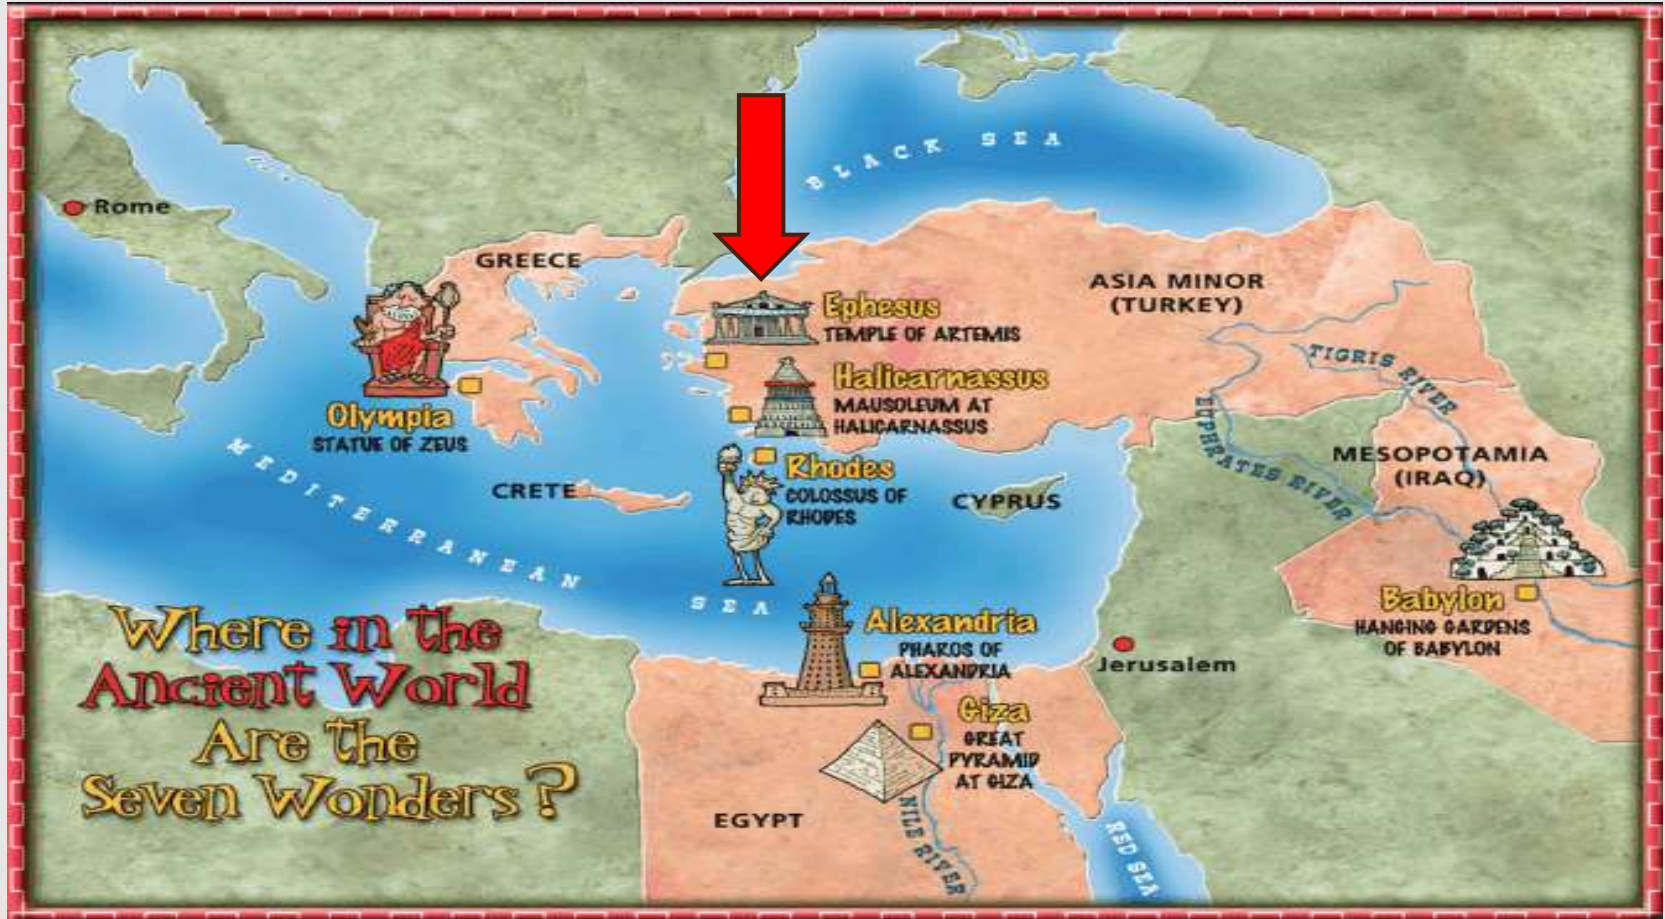 BLACK SEA
Rome
GREECE
ASIA MINOR
(TURKEY)
Ephesus
TEMPLE OF ARTEMIS
TIGRIS RIVER
Halicarnassus
MAUSOLEUM AT
HALICARNASSUS
EUPHRATES RIVER
Olympia
STATUE OF ZEUS
MEDITERRANEAN
SEA
MESOPOTAMIA
(IRAQ)
Rhodes
COLOSSUS OF
RHODES
CRETE
CYPRUS
Babylon
HANGING GARDENS
OF BABYLON
Where in the
Ancient World
Are the
Seven Wonders?
Alexandria
PHAROS OF
ALEXANDRIA
Jerusalem
Giza
GREAT
PYRAMID
AT GIZA
EGYPT
NILE RIVER
RED SEA